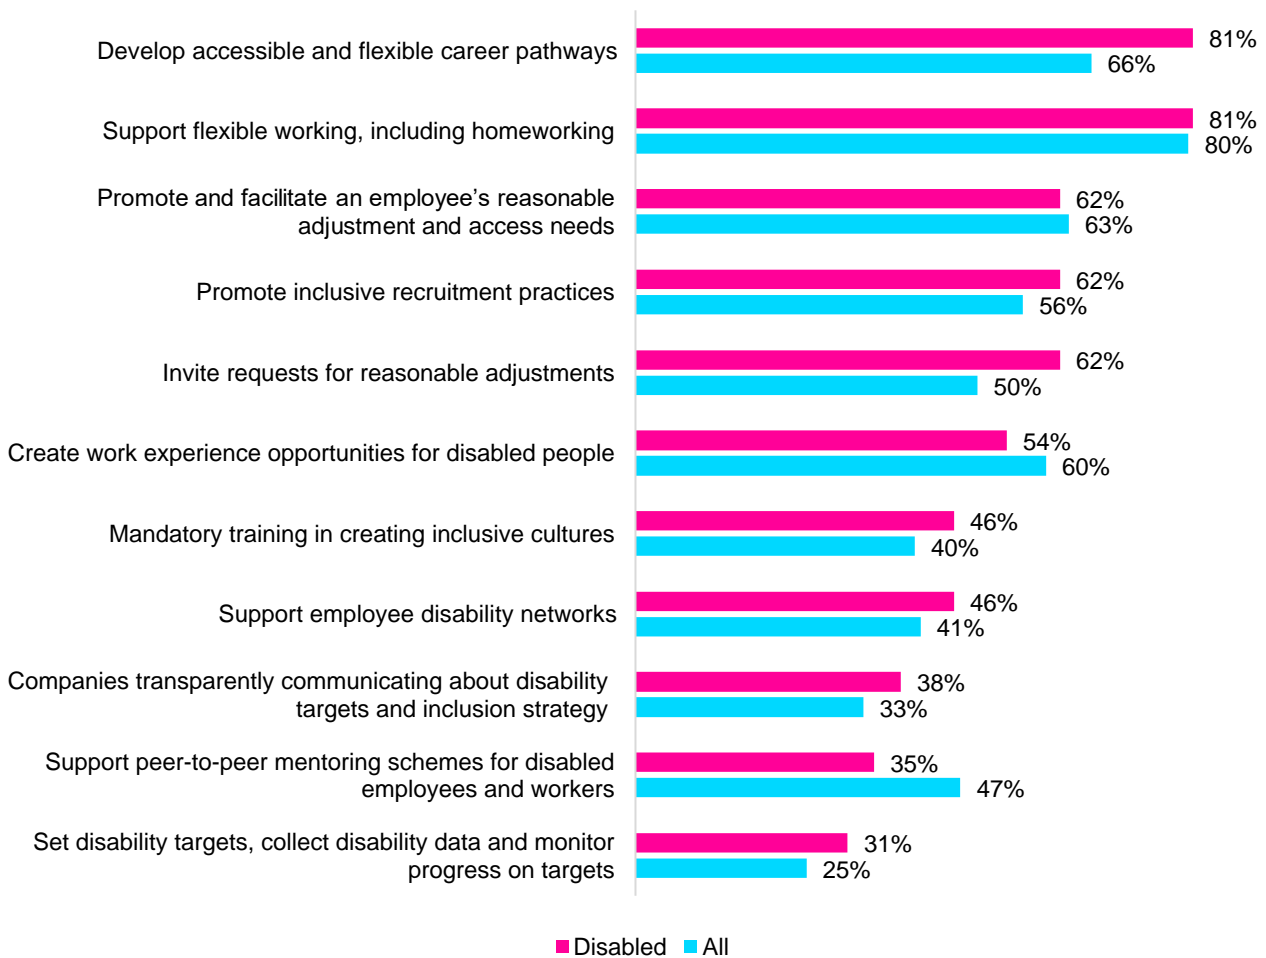 Develop accessible and flexible career pathways
81%
66%
Support flexible working, including homeworking
81%
80%
Promote and facilitate an employee’s reasonable
adjustment and access needs
62%
63%
Promote inclusive recruitment practices
62%
56%
Invite requests for reasonable adjustments
62%
50%
Create work experience opportunities for disabled people
54%
60%
Mandatory training in creating inclusive cultures
46%
40%
Support employee disability networks
46%
41%
Companies transparently communicating about disability
targets and inclusion strategy
38%
33%
Support peer-to-peer mentoring schemes for disabled
employees and workers
35%
47%
Set disability targets, collect disability data and monitor
progress on targets
31%
25%
Disabled All